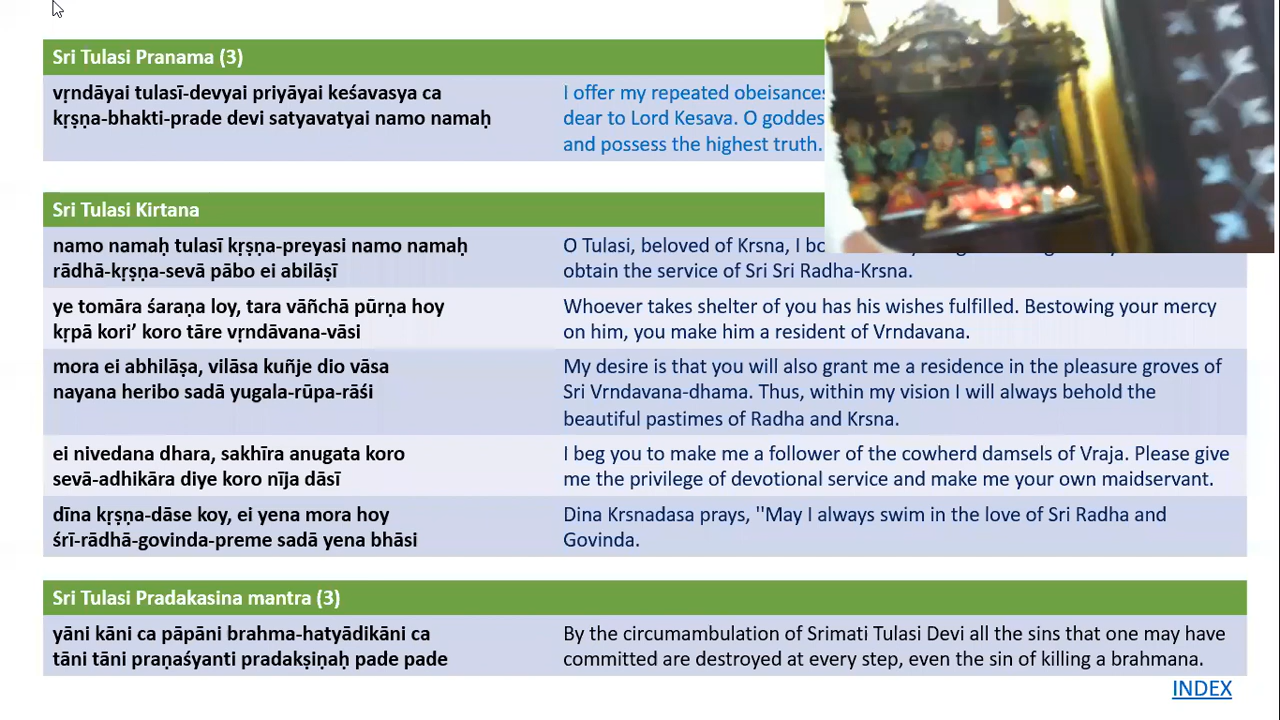 Sri Tulasi Pranama (3)
vṛndāyai tulasī-devyai priyāyai keśavasya ca
kṛṣṇa-bhakti-prade devi satyavatyai namo namaḥ
I offer my repeated obeisances
dear to Lord Kesava. O goddes
and possess the highest truth.
Sri Tulasi Kirtana
namo namaḥ tulasī kṛṣṇa-preyasi namo namaḥ
rādhā-kṛṣṇa-sevā pābo ei abilāṣī
O Tulasi, beloved of Krsna, I bo
obtain the service of Sri Sri Radha-Krsna.
ye tomāra śaraṇa loy, tara vāñchā pūrṇa hoy
kṛpā kori’ koro tāre vṛndāvana-vāsi
Whoever takes shelter of you has his wishes fulfilled. Bestowing your mercy
on him, you make him a resident of Vrndavana.
mora ei abhilāṣa, vilāsa kuñje dio vāsa
nayana heribo sadā yugala-rūpa-rāśi
My desire is that you will also grant me a residence in the pleasure groves of
Sri Vrndavana-dhama. Thus, within my vision I will always behold the
beautiful pastimes of Radha and Krsna.
ei nivedana dhara, sakhīra anugata koro
sevā-adhikāra diye koro nīja dāsī
I beg you to make me a follower of the cowherd damsels of Vraja. Please give
me the privilege of devotional service and make me your own maidservant.
dīna kṛṣṇa-dāse koy, ei yena mora hoy
śrī-rādhā-govinda-preme sadā yena bhāsi
Dina Krsnadasa prays, "May I always swim in the love of Sri Radha and
Govinda.
Sri Tulasi Pradakasina mantra (3)
yāni kāni ca pāpāni brahma-hatyādikāni ca
tāni tāni praṇaśyanti pradakṣiṇaḥ pade pade
By the circumambulation of Srimati Tulasi Devi all the sins that one may have
committed are destroyed at every step, even the sin of killing a brahmana.
INDEX